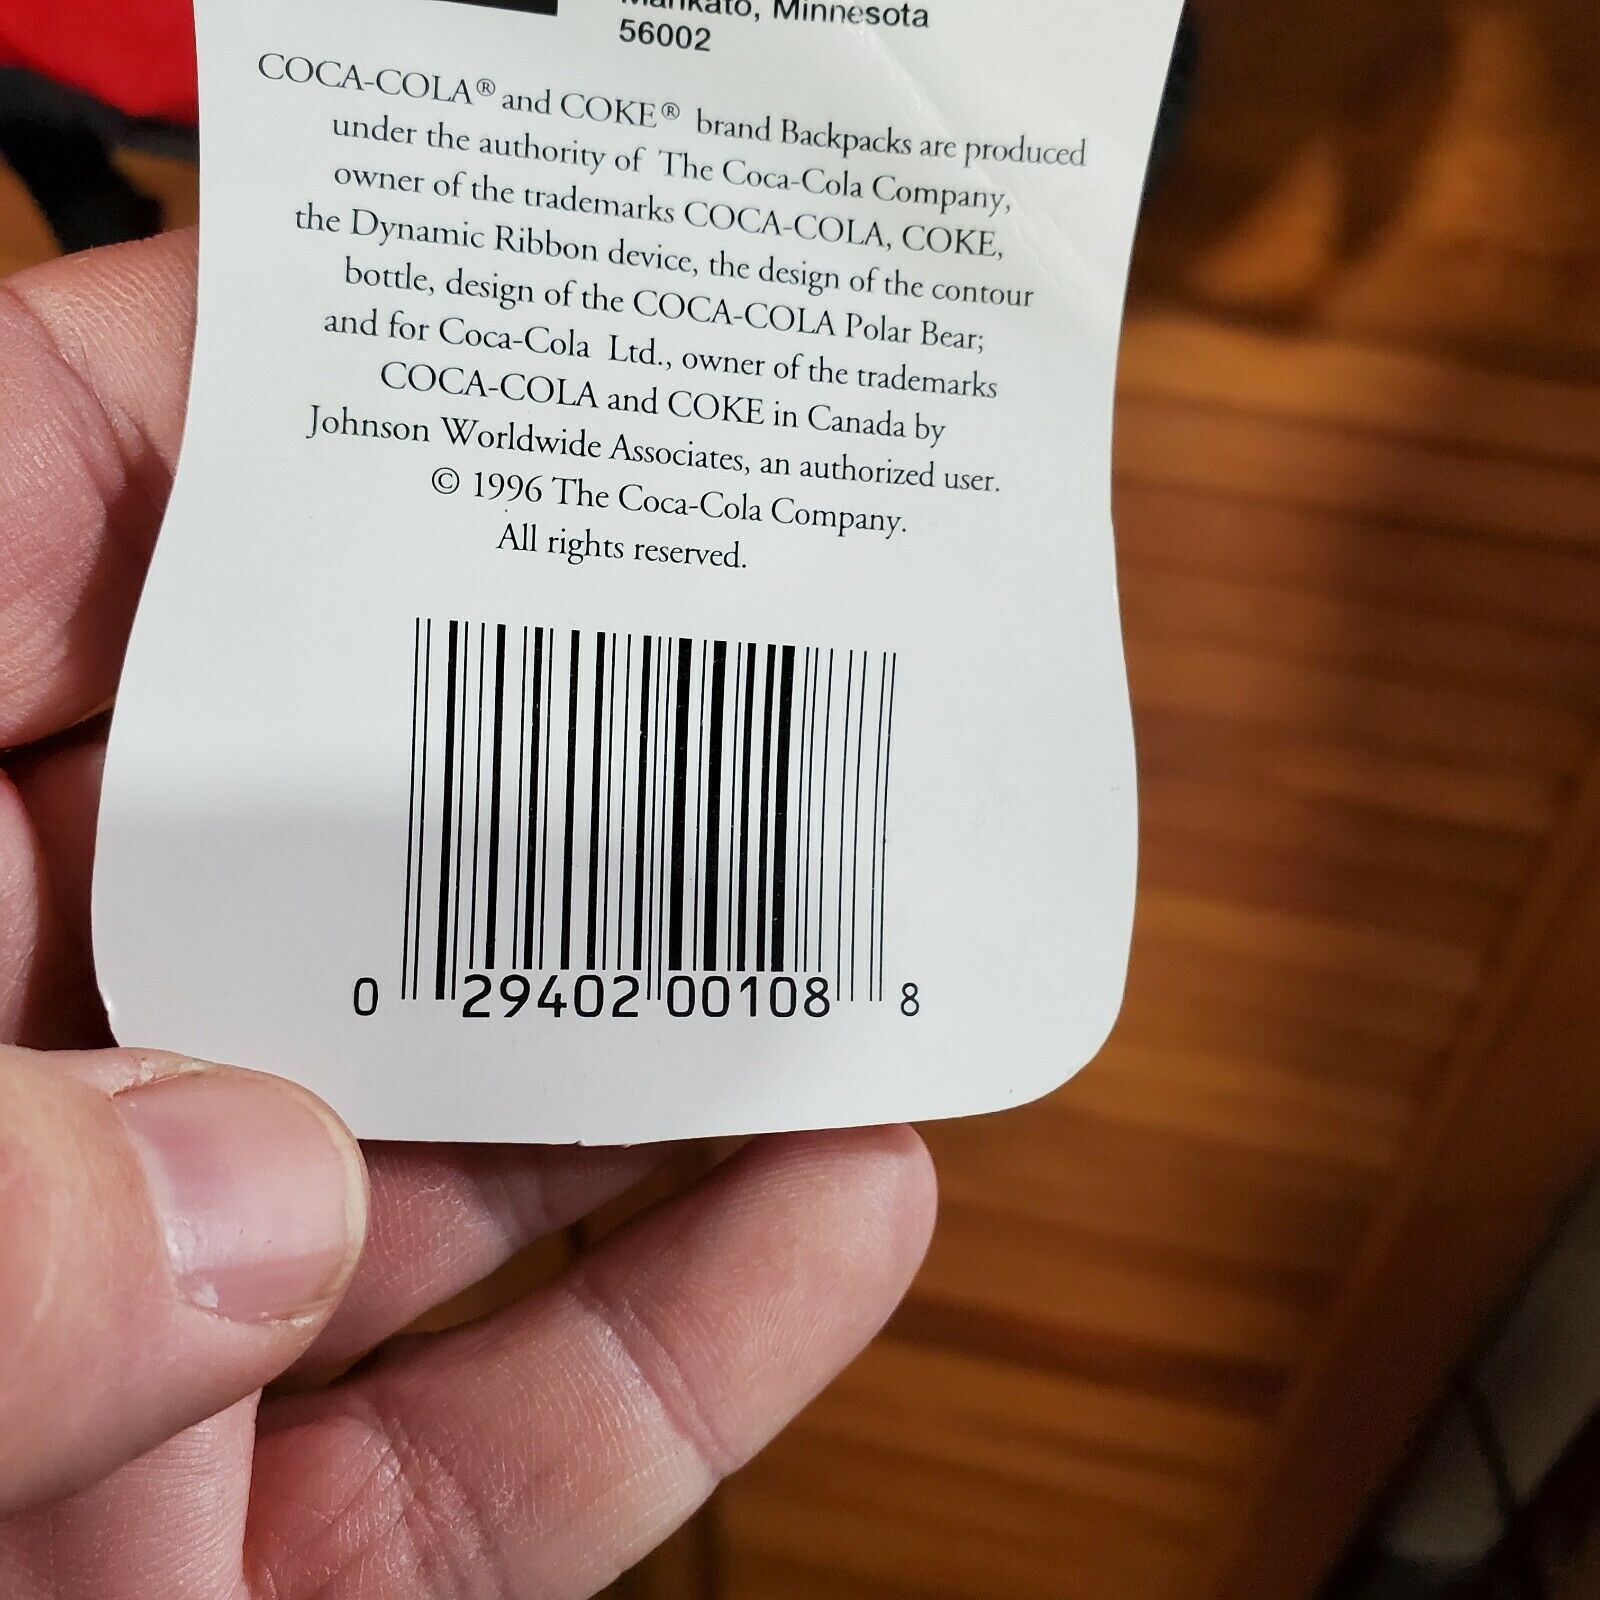 Mankato, Minnesota
56002
COCA-COLA® and COKE® brand Backpacks are produced
under the authority of The Coca-Cola Company,
owner of the trademarks COCA-COLA, COKE,
the Dynamic Ribbon device, the design of the contour
bottle, design of the COCA-COLA Polar Bear;
and for Coca-Cola Ltd., owner of the trademarks
COCA-COLA and COKE in Canada by
Johnson Worldwide Associates, an authorized user.
© 1996 The Coca-Cola Company.
All rights reserved.
0 29402 00108 8